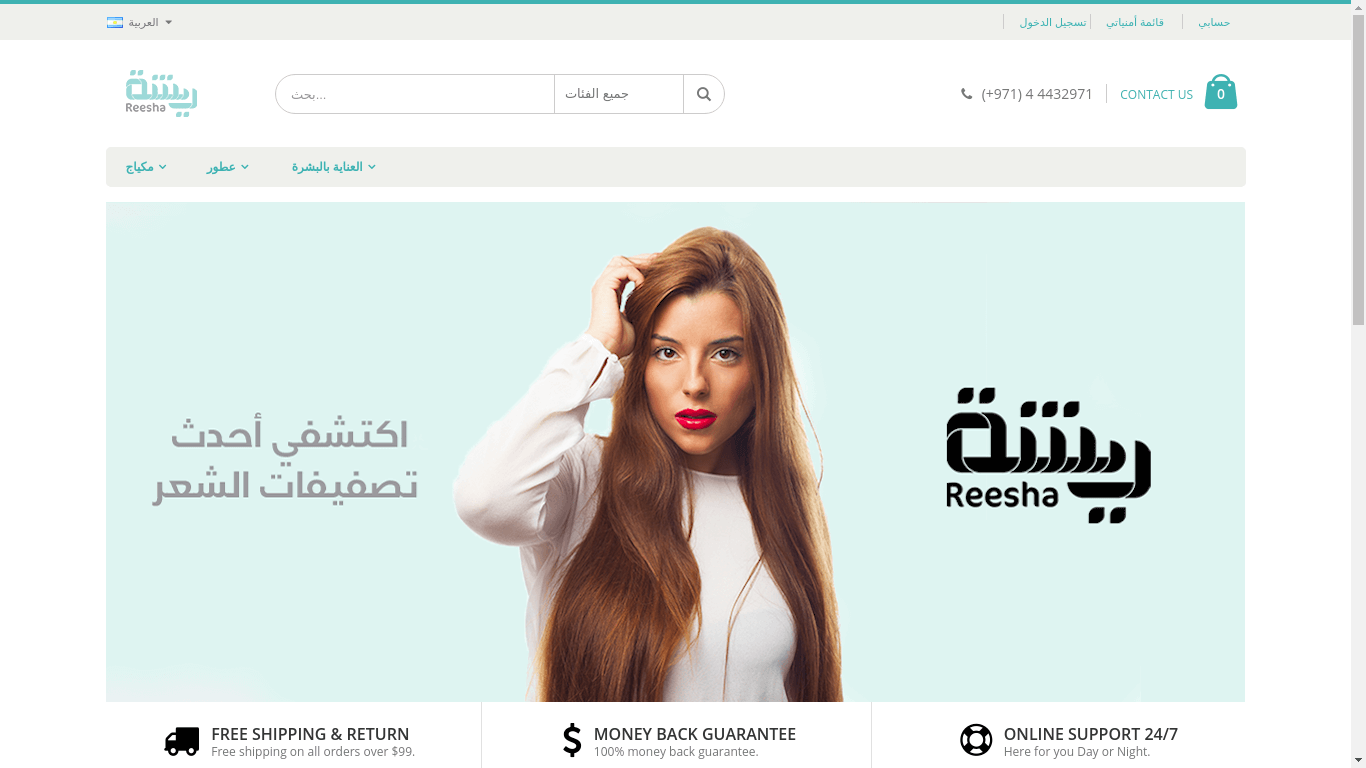 العربية
حسابي
قائمة أمنياتي
تسجيل الدخول
ريشة
Reesha
بحث...
جميع الفئات
(+971) 4 4432971
CONTACT US
0
مكياج
عطور
العناية بالبشرة
اكتشفي أحدث
تصفيفات الشعر
ريشة
Reesha
FREE SHIPPING & RETURN
Free shipping on all orders over $99.
MONEY BACK GUARANTEE
100% money back guarantee.
ONLINE SUPPORT 24/7
Here for you Day or Night.